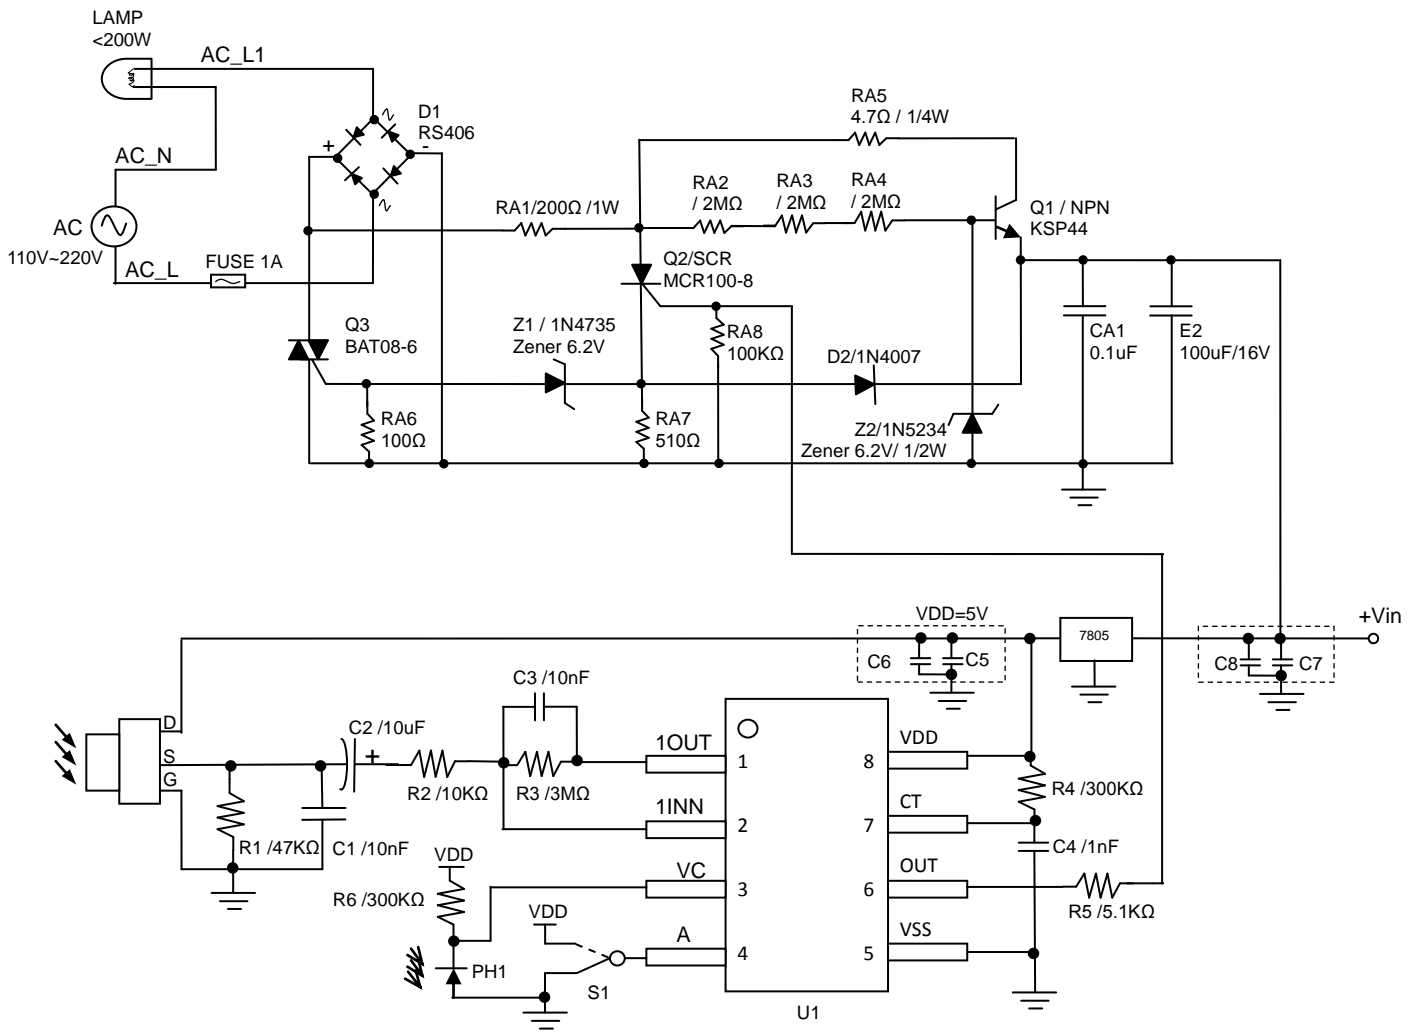 LAMP
<200W
AC_L1
AC_N
AC
110V~220V
AC_L
FUSE 1A
D1
RS406
+
-
RA1/200Ω /1W
RA5
4.7Ω / 1/4W
RA2
/ 2MΩ
RA3
/ 2MΩ
RA4
/ 2MΩ
Q1 / NPN
KSP44
Q2/SCR
MCR100-8
Q3
BAT08-6
Z1 / 1N4735
Zener 6.2V
RA8
100KΩ
D2/1N4007
CA1
0.1uF
E2
100uF/16V
RA6
100Ω
RA7
510Ω
Z2/1N5234
Zener 6.2V/ 1/2W
VDD=5V
C6
C5
7805
C8
C7
+Vin
D
S
G
C2 /10uF
+
C3 /10nF
R2 /10KΩ
R3 /3MΩ
R1 /47KΩ
C1 /10nF
1OUT
1
1INN
2
VC
3
A
4
VDD
8
CT
7
OUT
6
VSS
5
R4 /300KΩ
C4 /1nF
R5 /5.1KΩ
VDD
R6 /300KΩ
VDD
PH1
S1
U1